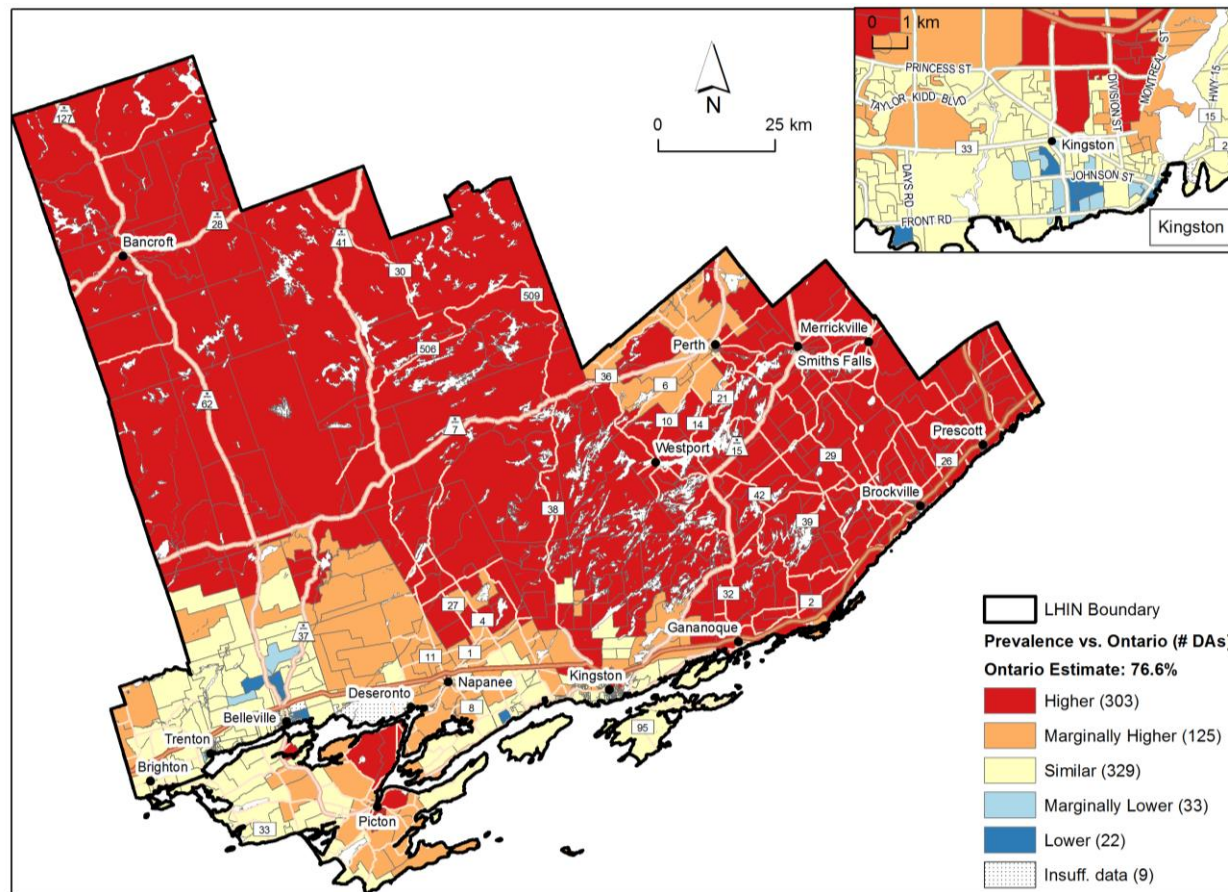 127
28
Bancroft
41
30
509
506
62
7
36
6
Perth
Merrickville
Smiths Falls
21
10
14
Westport
15
29
Prescott
26
Brockville
42
39
38
32
2
Gananoque
27
4
37
11
1
Napanee
Kingston
Deseronto
8
Belleville
95
Trenton
Brighton
Picton
33
N
0
25 km
0
1 km
PRINCESS ST
TAYLOR KIDD BLVD
DIVISION ST
MONTREAL ST
HWY 15
15
2
33
Kingston
JOHNSON ST
DAYS RD
FRONT RD
Kingston
LHIN Boundary
Prevalence vs. Ontario (# DAs)
Ontario Estimate: 76.6%
Higher (303)
Marginally Higher (125)
Similar (329)
Marginally Lower (33)
Lower (22)
Insuff. data (9)